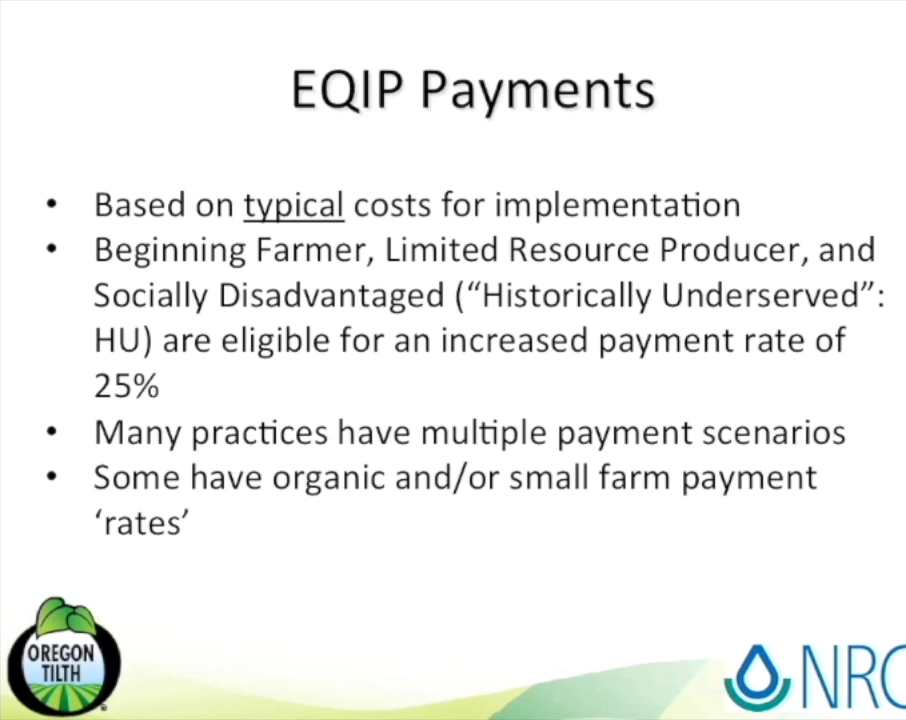 EQIP Payments
• Based on typical costs for implementation
• Beginning Farmer, Limited Resource Producer, and
Socially Disadvantaged (“Historically Underserved”:
HU) are eligible for an increased payment rate of
25%
• Many practices have multiple payment scenarios
• Some have organic and/or small farm payment
‘rates’
OREGON
TILTH
NRC